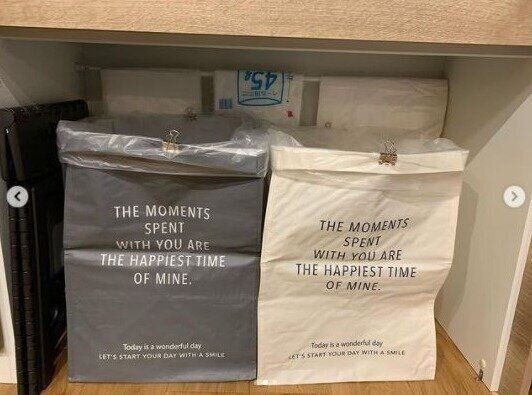 45ℓ
THE MOMENTS
SPENT
WITH YOU ARE
THE HAPPIEST TIME
OF MINE.
Today is a wonderful day
LET'S START YOUR DAY WITH A SMILE
THE MOMENTS
SPENT
WITH YOU ARE
THE HAPPIEST TIME
OF MINE.
Today is a wonderful day
LET'S START YOUR DAY WITH A SMILE